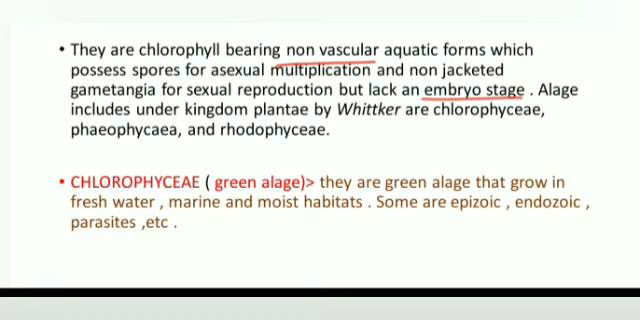 • They are chlorophyll bearing non vascular aquatic forms which
possess spores for asexual multiplication and non jacketed
gametangia for sexual reproduction but lack an embryo stage . Alage
includes under kingdom plantae by Whittker are chlorophyceae,
phaeophycaea, and rhodophyceae.
• CHLOROPHYCEAE ( green alage)> they are green alage that grow in
fresh water , marine and moist habitats . Some are epizoic , endozoic ,
parasites ,etc .